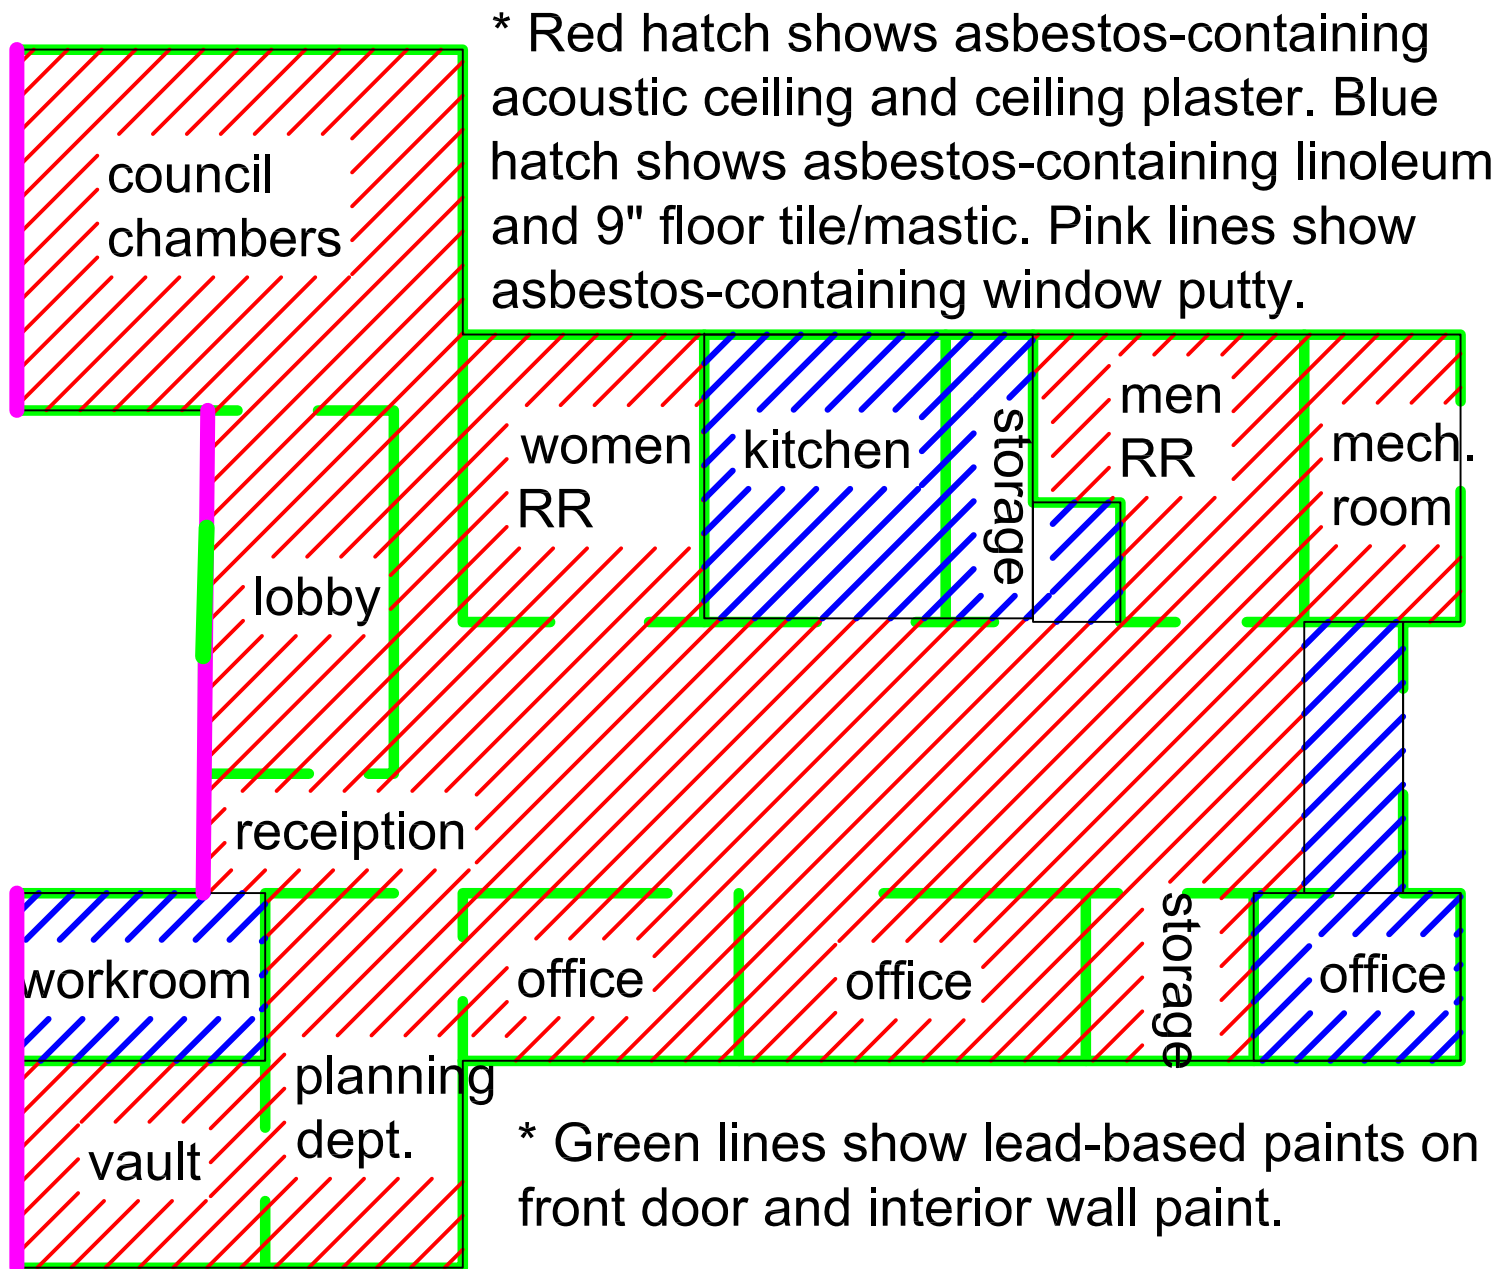 * Red hatch shows asbestos-containing
acoustic ceiling and ceiling plaster. Blue
hatch shows asbestos-containing linoleum
and 9" floor tile/mastic. Pink lines show
asbestos-containing window putty.
council
chambers
women
RR
kitchen
storage
men
RR
mech.
room
lobby
receiption
workroom
office
office
storage
office
planning
dept.
vault
* Green lines show lead-based paints on
front door and interior wall paint.